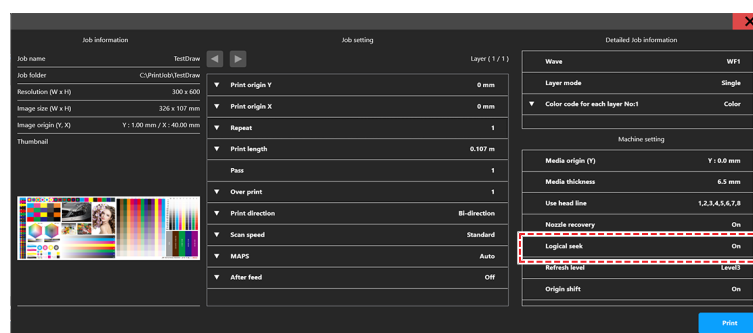 Job information
Job name TestDraw
Job folder C:\PrintJob\TestDraw
Resolution (W x H) 300 x 600
Image size (W x H) 326 x 107 mm
Image origin (Y, X) Y : 1.00 mm / X : 40.00 mm
Thumbnail
Job setting
Layer ( 1 / 1 )
Print origin Y 0 mm
Print origin X 0 mm
Repeat 1
Print length 0.107 m
Pass 1
Over print 1
Print direction Bi-direction
Scan speed Standard
MAPS Auto
After feed Off
Detailed Job information
Wave WF1
Layer mode Single
Color code for each layer No:1 Color
Machine setting
Media origin (Y) Y : 0.0 mm
Media thickness 6.5 mm
Use head line 1,2,3,4,5,6,7,8
Nozzle recovery On
Logical seek On
Refresh level Level3
Origin shift On
Print